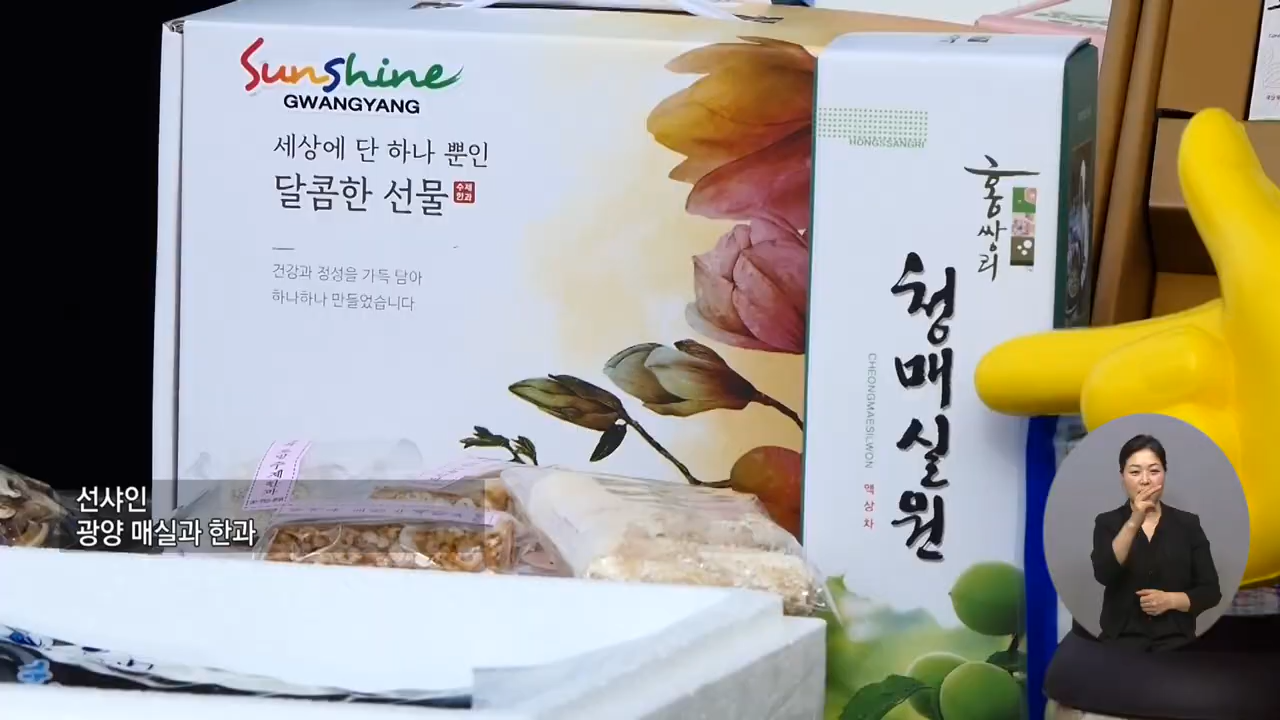 Sunshine
GWANGYANG
세상에 단 하나 뿐인
달콤한 선물
수제
한과
건강과 정성을 가득 담아
하나하나 만들었습니다
HONGSSANGRI
홍쌍리
청매실원
CHEONGMAESILWON
액상차
선샤인
광양 매실과 한과